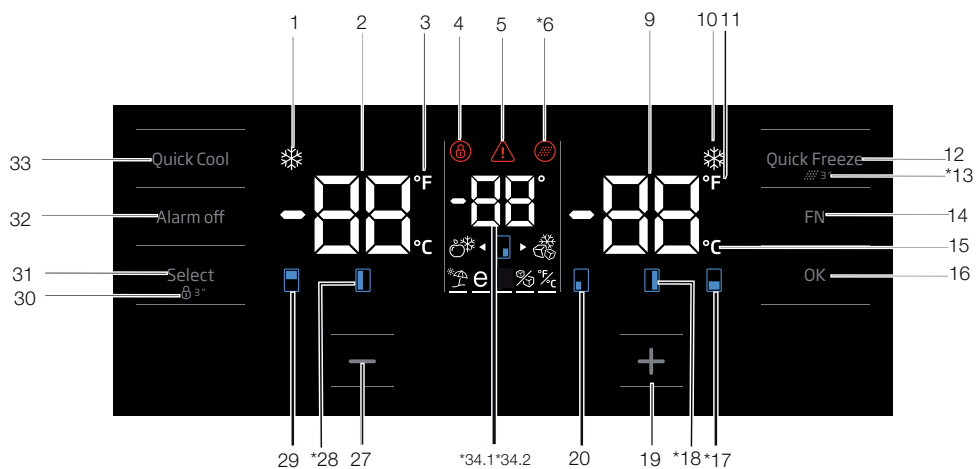 1 2 3 4 5 *6 9 10 11
33 Quick Cool °F °F Quick Freeze 12
3" *13
-88 -88° -88
32 Alarm off FN 14
°C °C 15
31 Select OK 16
30 3"
e °F/°C
29 *28 27 *34.1*34.2 20 19 *18 *17